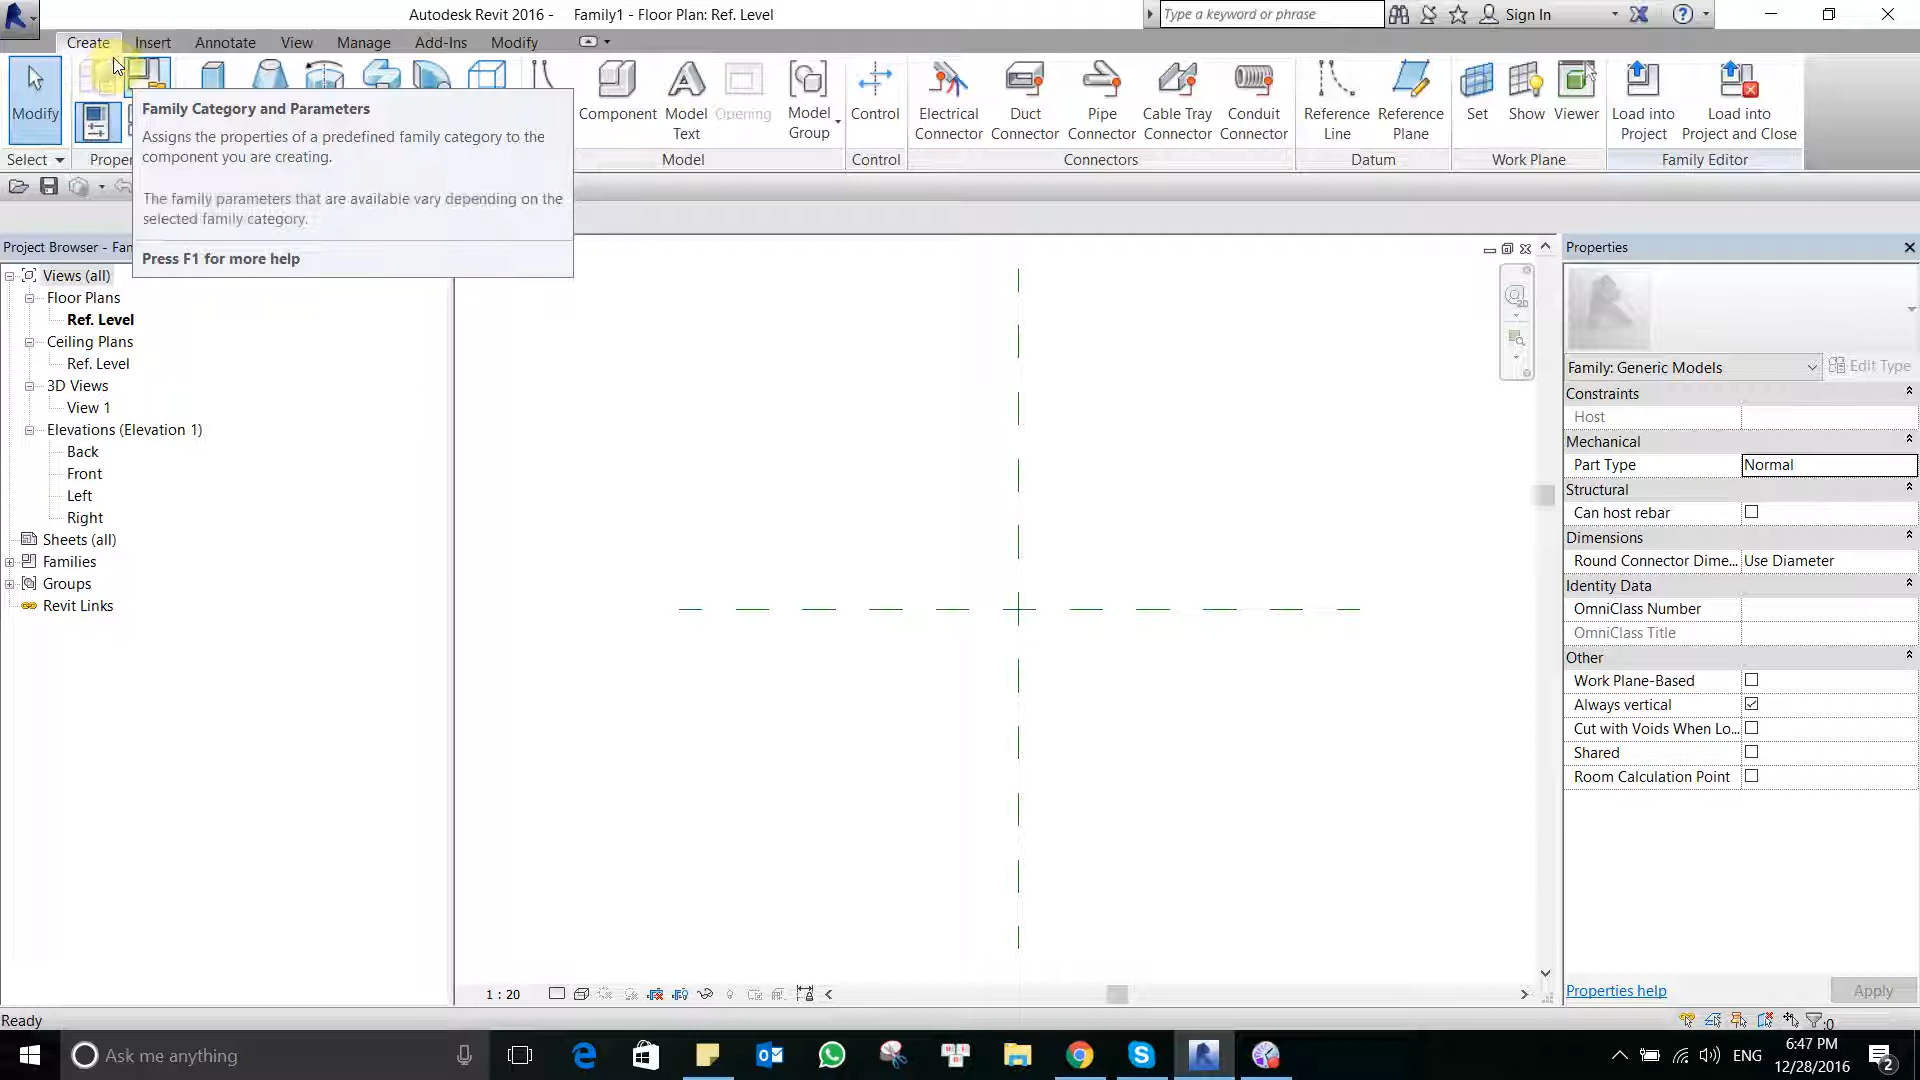 Autodesk Revit 2016 -     Family1 - Floor Plan: Ref. Level
Type a keyword or phrase
Sign In
Create Insert Annotate View Manage Add-Ins Modify
Modify
Component
Model Text
Opening
Model Group
Control
Electrical Connector
Duct Connector
Pipe Connector
Cable Tray Connector
Conduit Connector
Reference Line
Reference Plane
Set
Show
Viewer
Load into Project
Load into Project and Close
Select
Model
Control
Connectors
Datum
Work Plane
Family Editor
Family Category and Parameters
Assigns the properties of a predefined family category to the
component you are creating.
The family parameters that are available vary depending on the
selected family category.
Press F1 for more help
Project Browser - Fam
Views (all)
Floor Plans
Ref. Level
Ceiling Plans
Ref. Level
3D Views
View 1
Elevations (Elevation 1)
Back
Front
Left
Right
Sheets (all)
Families
Groups
Revit Links
1 : 20
Properties
Family: Generic Models
Edit Type
Constraints
Host
Mechanical
Part Type Normal
Structural
Can host rebar
Dimensions
Round Connector Dime... Use Diameter
Identity Data
OmniClass Number
OmniClass Title
Other
Work Plane-Based
Always vertical
Cut with Voids When Lo...
Shared
Room Calculation Point
Properties help
Apply
Ready
:0
Ask me anything
ENG
6:47 PM
12/28/2016
2